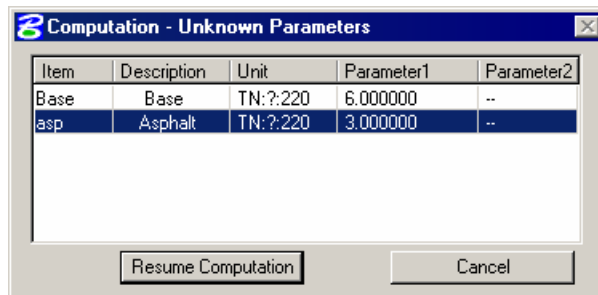 Computation - Unknown Parameters
Item Description Unit Parameter1 Parameter2
Base Base TN:?:220 6.000000 --
asp Asphalt TN:?:220 3.000000 --
Resume Computation Cancel